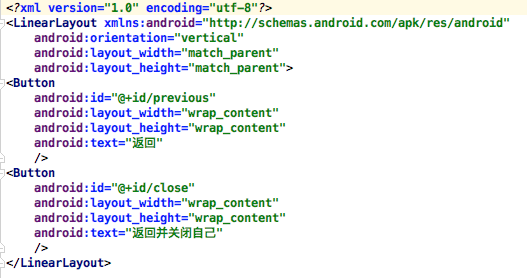 <?xml version="1.0" encoding="utf-8"?>
<LinearLayout xmlns:android="http://schemas.android.com/apk/res/android"
    android:orientation="vertical"
    android:layout_width="match_parent"
    android:layout_height="match_parent">
<Button
    android:id="@+id/previous"
    android:layout_width="wrap_content"
    android:layout_height="wrap_content"
    android:text="返回"
    />
<Button
    android:id="@+id/close"
    android:layout_width="wrap_content"
    android:layout_height="wrap_content"
    android:text="返回并关闭自己"
    />
</LinearLayout>